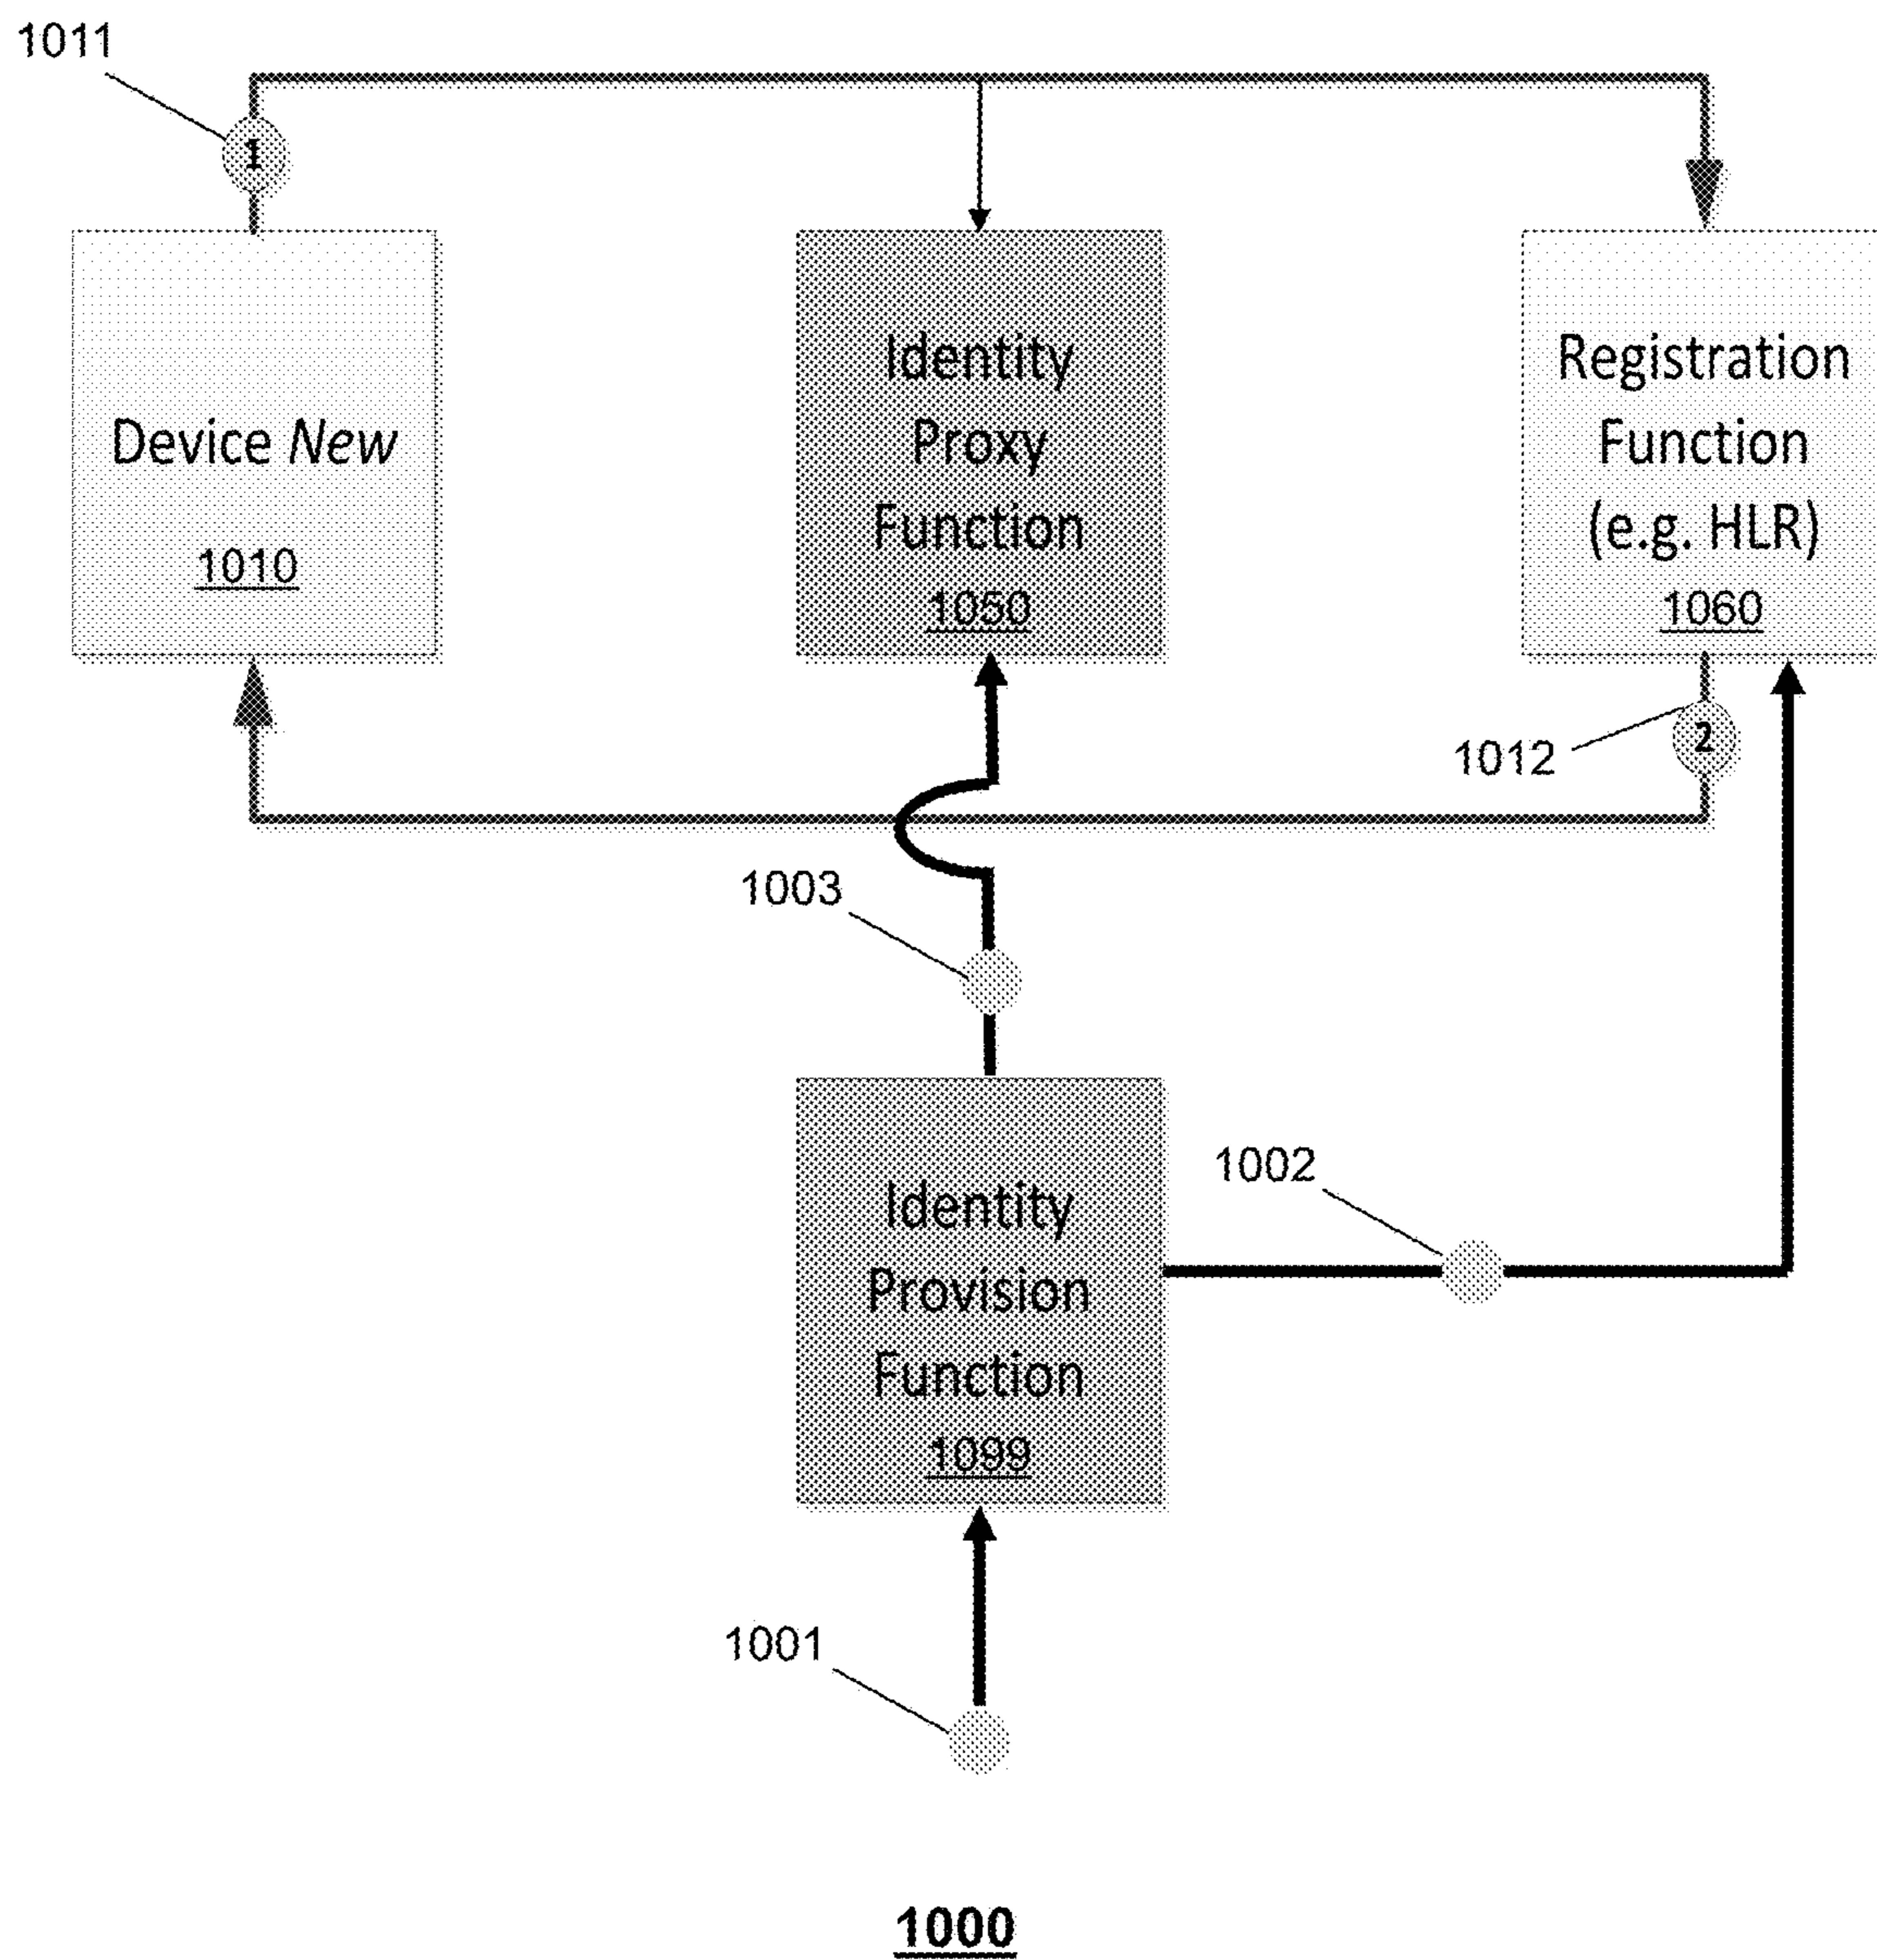 1011
1
Device New
1010
Identity
Proxy
Function
1050
Registration
Function
(e.g. HLR)
1060
1012
2
1003
Identity
Provision
Function
1099
1002
1001
1000